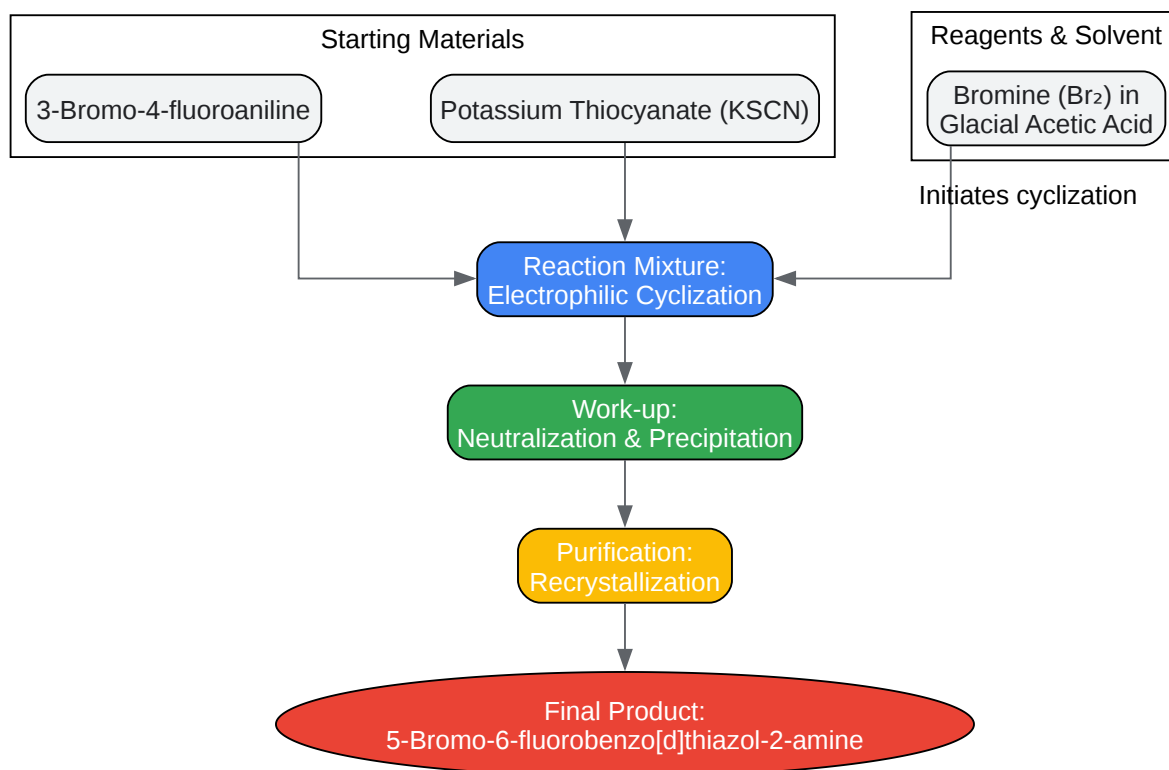 Starting Materials
Reagents & Solvent
3-Bromo-4-fluoroaniline
Potassium Thiocyanate (KSCN)
Bromine (Br₂) in
Glacial Acetic Acid
Initiates cyclization
Reaction Mixture:
Electrophilic Cyclization
Work-up:
Neutralization & Precipitation
Purification:
Recrystallization
Final Product:
5-Bromo-6-fluorobenzo[d]thiazol-2-amine